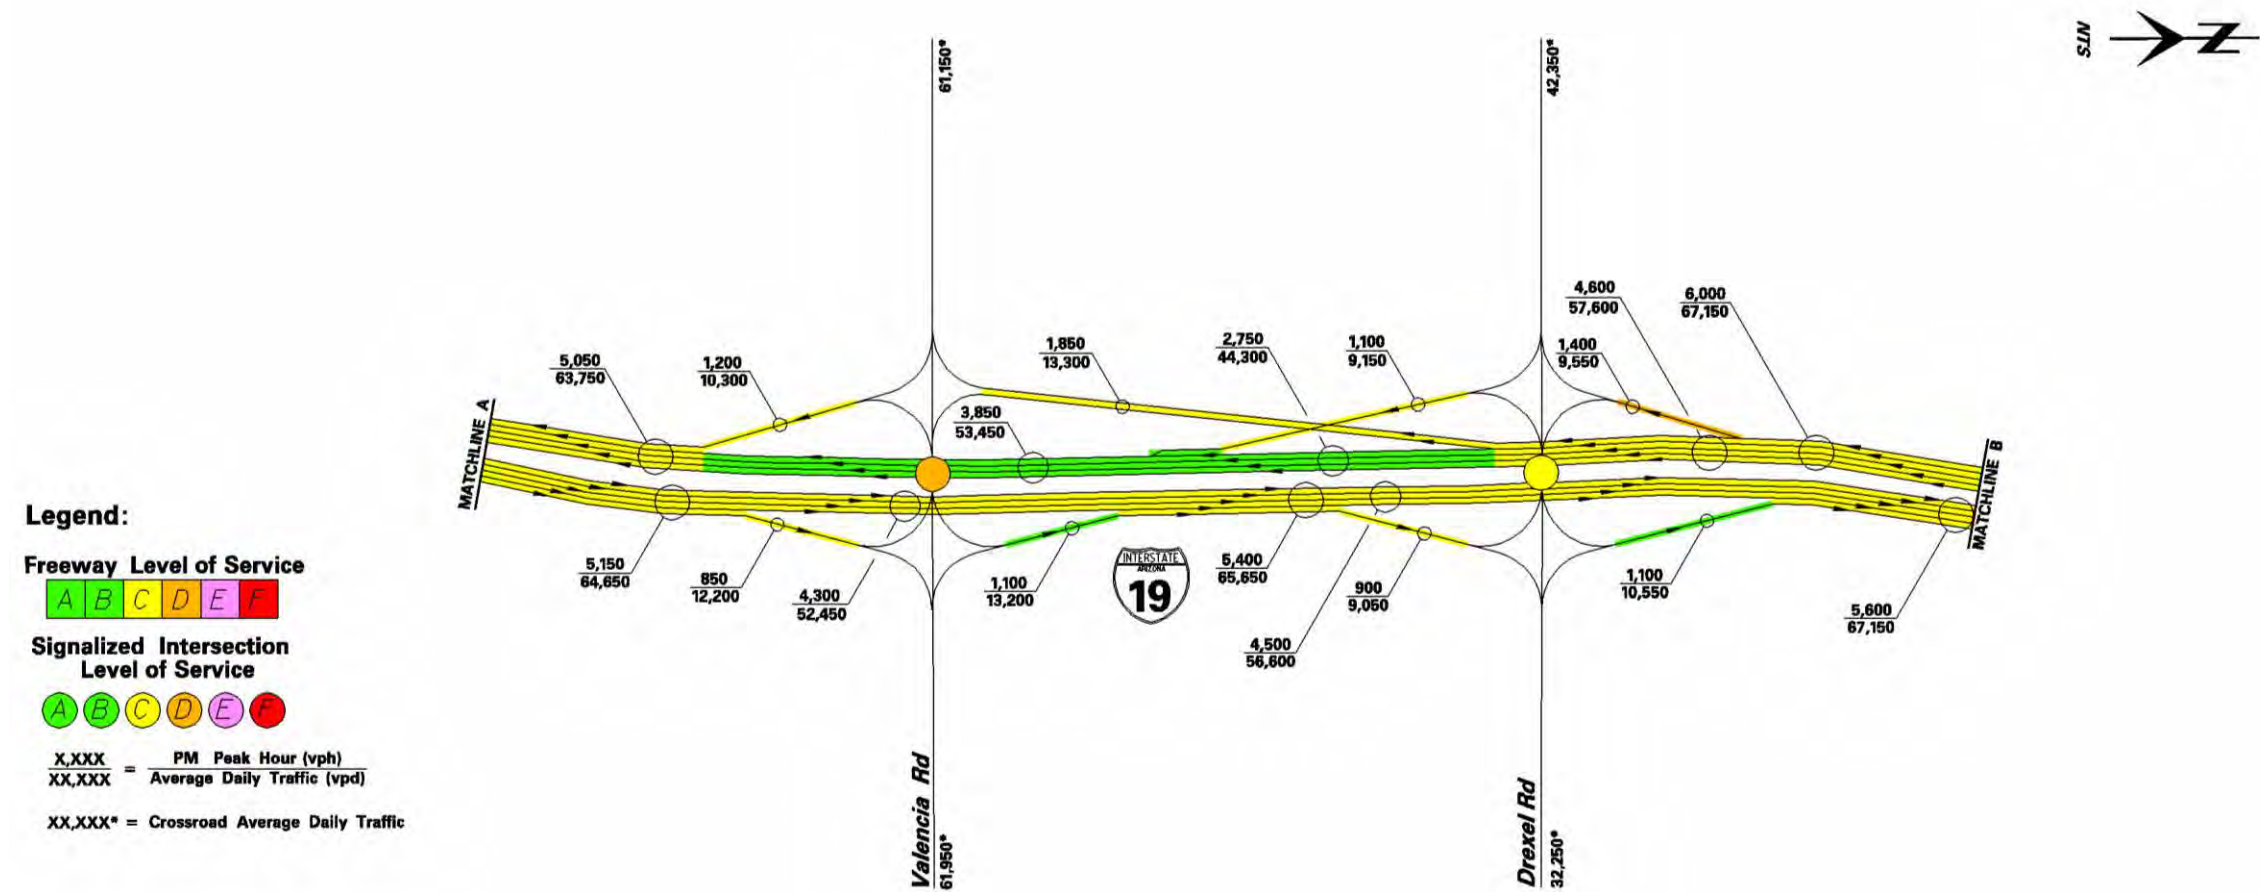 NTS
N
61,150*
42,350*
4,600
57,600
6,000
67,150
1,850
13,300
2,750
44,300
1,100
9,150
1,400
9,550
5,050
63,750
1,200
10,300
3,850
53,450
MATCHLINE A
MATCHLINE B
5,150
64,650
850
12,200
4,300
52,450
1,100
13,200
INTERSTATE
ARIZONA
19
5,400
65,650
900
9,050
4,500
56,600
1,100
10,550
5,600
67,150
Valencia Rd
61,950*
Drexel Rd
32,250*
Legend:
Freeway Level of Service
A B C D E F
Signalized Intersection
Level of Service
A B C D E F
X,XXX
XX,XXX
=
PM Peak Hour (vph)
Average Daily Traffic (vpd)
XX,XXX* = Crossroad Average Daily Traffic